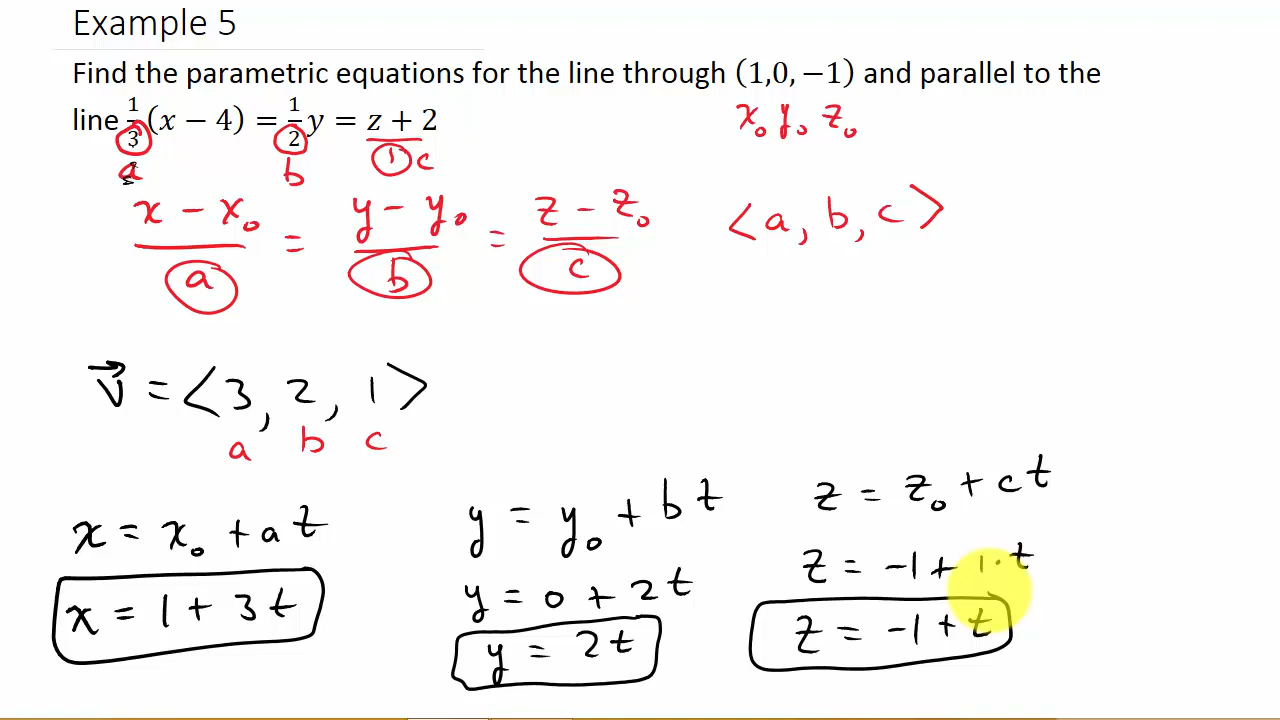 Example 5
Find the parametric equations for the line through (1,0, −1) and parallel to the
line 1/3 (x − 4) = 1/2 y = z + 2
x₀ y₀ z₀
1 c
a b
(x − x₀)/a = (y − y₀)/b = (z − z₀)/c
<a, b, c>
v⃗ = <3, 2, 1>
a b c
x = x₀ + at
x = 1 + 3t
y = y₀ + bt
y = 0 + 2t
y = 2t
z = z₀ + ct
z = −1 + 1·t
z = −1 + t